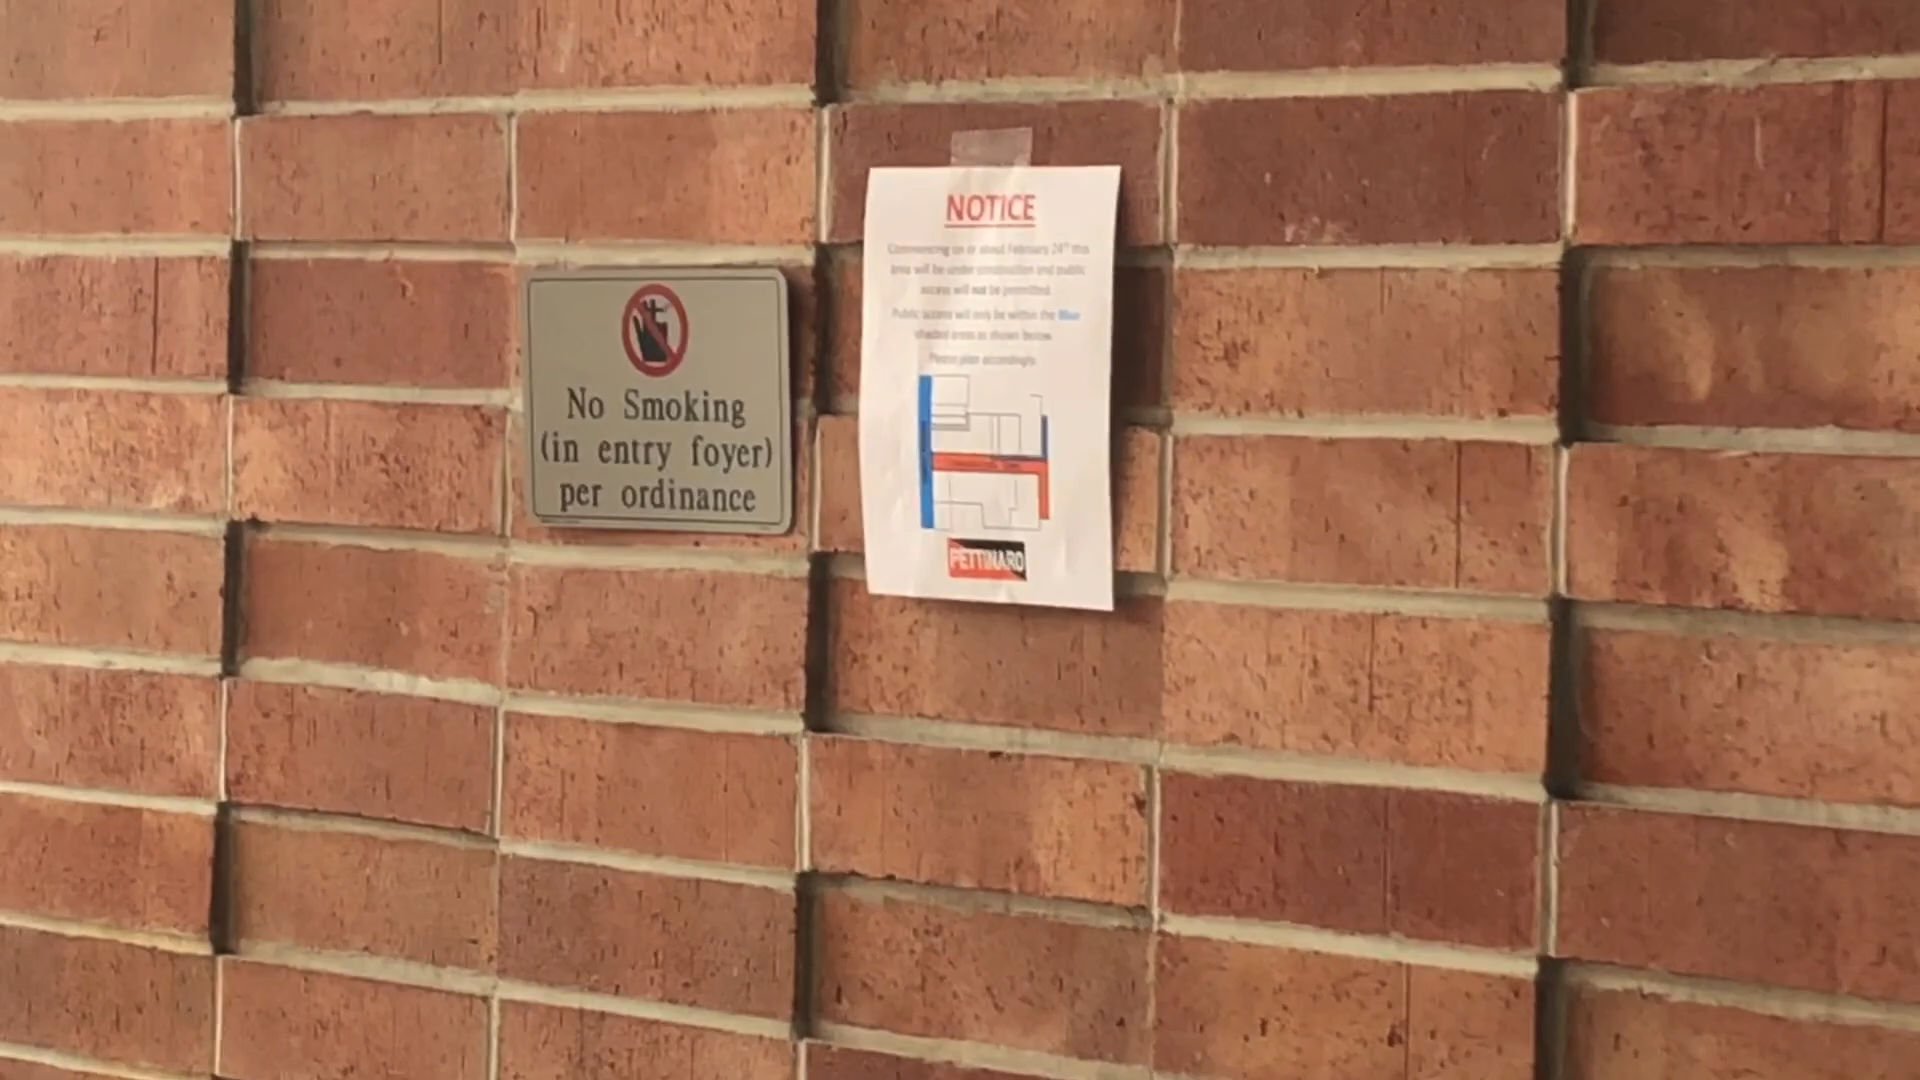 No Smoking
(in entry foyer)
per ordinance
NOTICE
Commencing on or about February 24th this
area will be under construction and public
access will not be permitted.
Public access will only be within the Blue
shaded areas as shown below.
Please plan accordingly.
PETTINARO